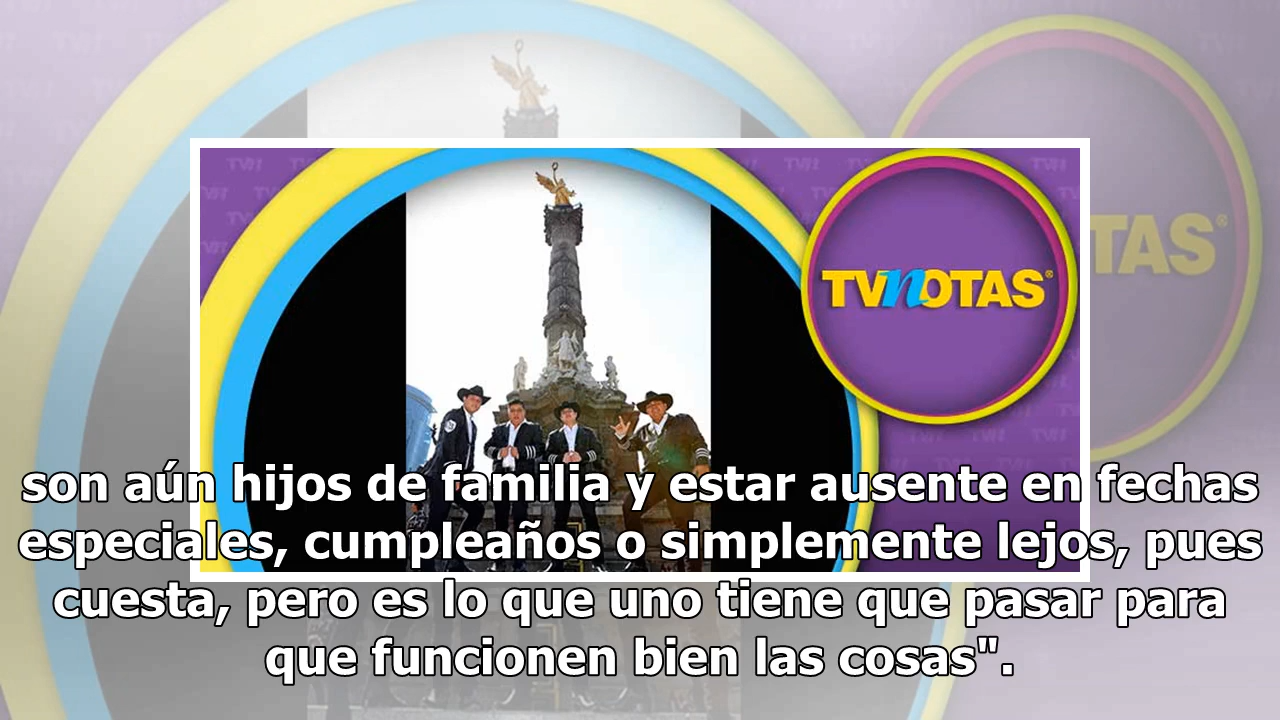 TVnOTAS®
TAS®
son aún hijos de familia y estar ausente en fechas
especiales, cumpleaños o simplemente lejos, pues
cuesta, pero es lo que uno tiene que pasar para
que funcionen bien las cosas".